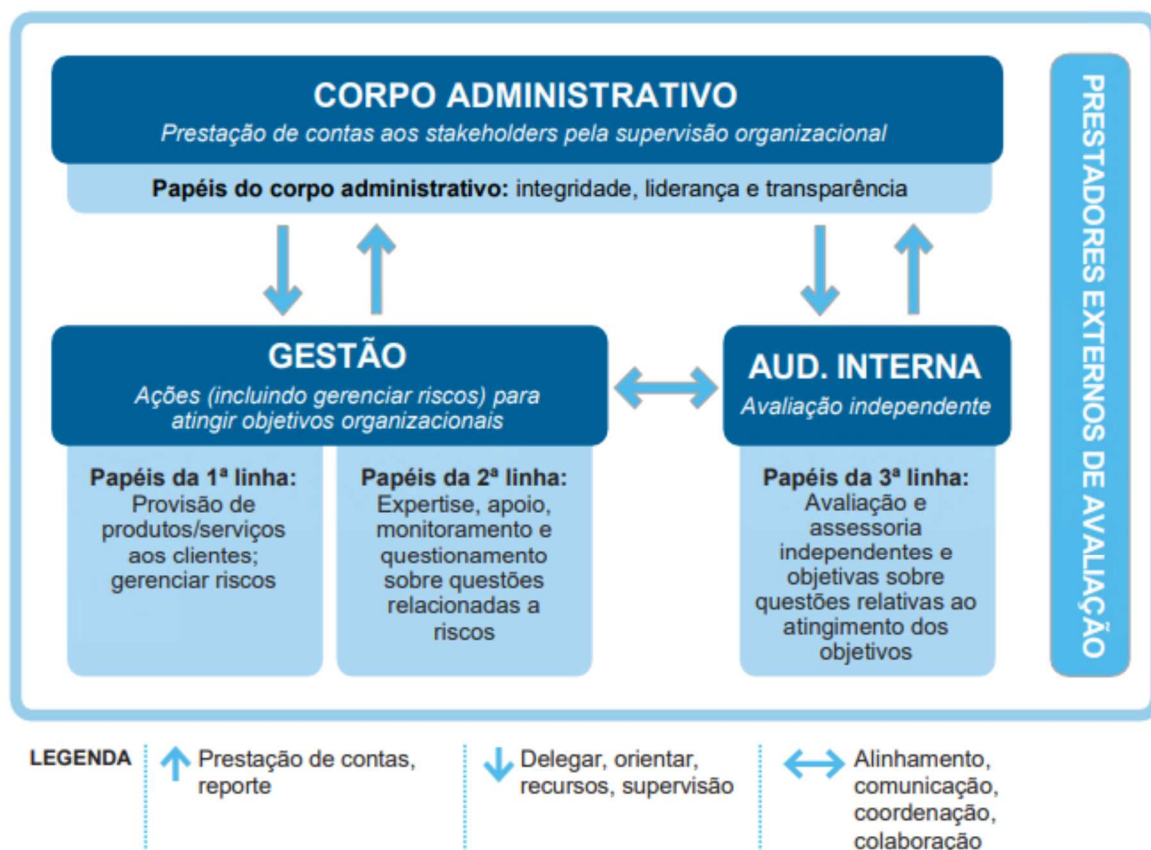 CORPO ADMINISTRATIVO
Prestação de contas aos stakeholders pela supervisão organizacional
Papéis do corpo administrativo: integridade, liderança e transparência
GESTÃO
Ações (incluindo gerenciar riscos) para
atingir objetivos organizacionais
Papéis da 1ª linha:
Provisão de
produtos/serviços
aos clientes;
gerenciar riscos
Papéis da 2ª linha:
Expertise, apoio,
monitoramento e
questionamento
sobre questões
relacionadas a
riscos
AUD. INTERNA
Avaliação independente
Papéis da 3ª linha:
Avaliação e
assessoria
independentes e
objetivas sobre
questões relativas ao
atingimento dos
objetivos
PRESTADORES EXTERNOS DE AVALIAÇÃO
LEGENDA
Prestação de contas,
reporte
Delegar, orientar,
recursos, supervisão
Alinhamento,
comunicação,
coordenação,
colaboração